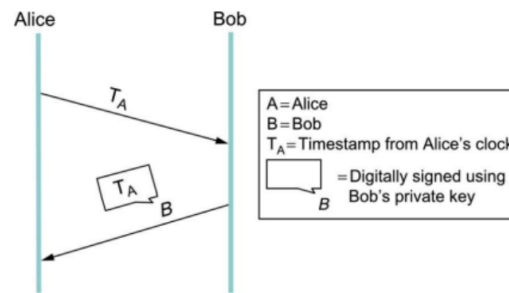 Alice
Bob
T_A
T_A
B
A=Alice
B=Bob
T_A=Timestamp from Alice's clock
=Digitally signed using
B
Bob's private key